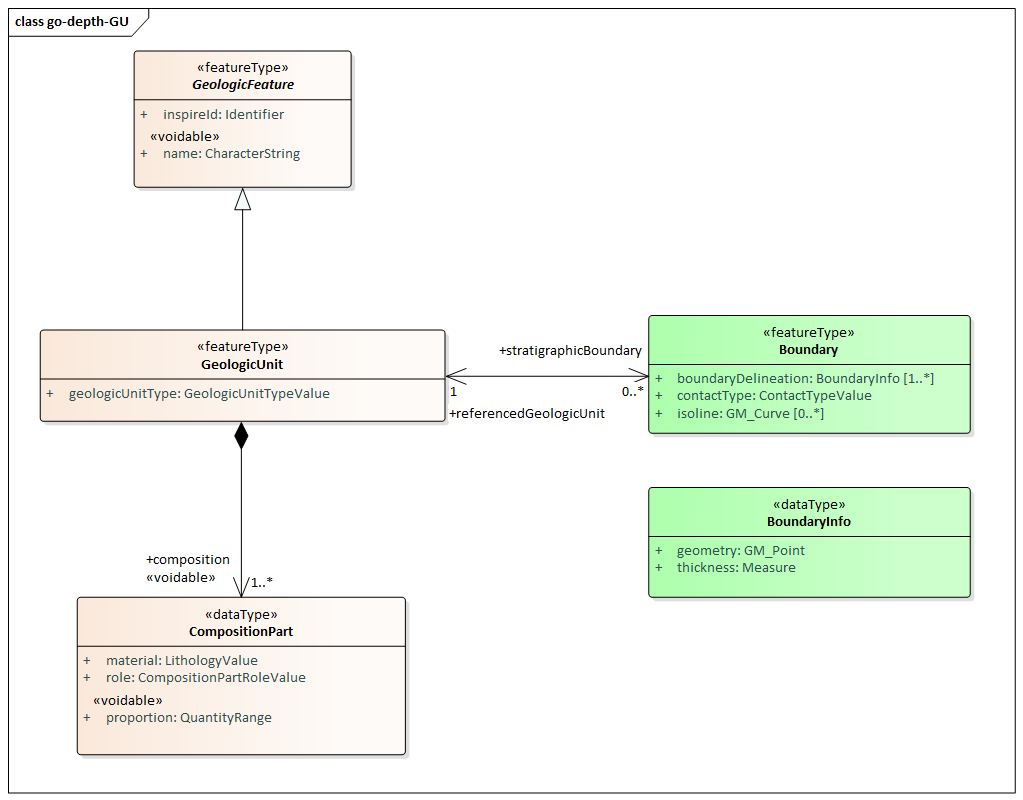 class go-depth-GU
«featureType»
GeologicFeature
+ inspireId: Identifier
«voidable»
+ name: CharacterString
«featureType»
GeologicUnit
+ geologicUnitType: GeologicUnitTypeValue
+stratigraphicBoundary
1
0..*
+referencedGeologicUnit
«featureType»
Boundary
+ boundaryDelineation: BoundaryInfo [1..*]
+ contactType: ContactTypeValue
+ isoline: GM_Curve [0..*]
«dataType»
BoundaryInfo
+ geometry: GM_Point
+ thickness: Measure
+composition
«voidable»
1..*
«dataType»
CompositionPart
+ material: LithologyValue
+ role: CompositionPartRoleValue
«voidable»
+ proportion: QuantityRange